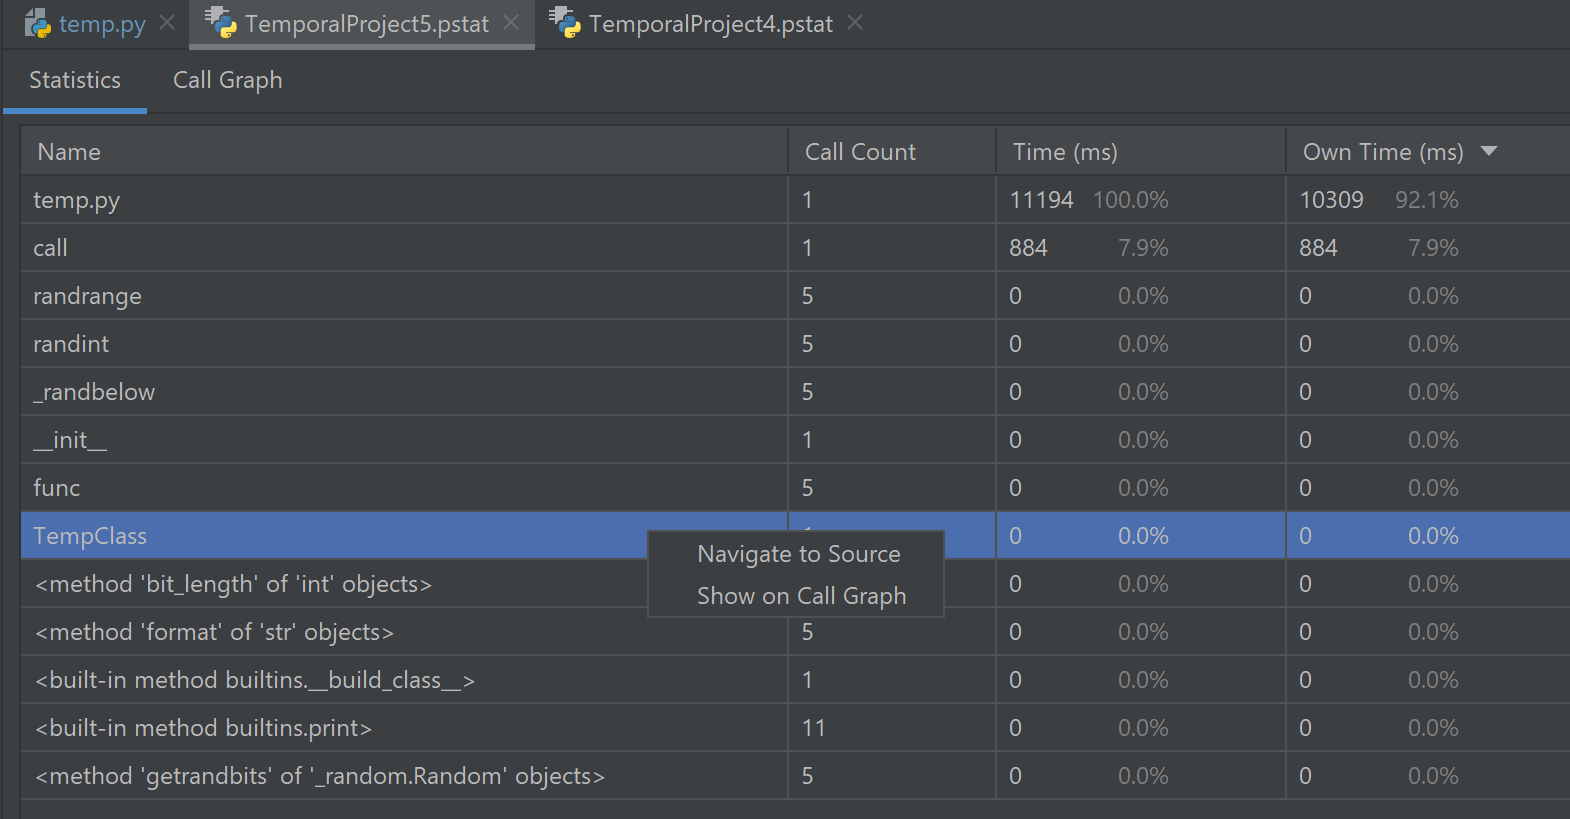 temp.py TemporalProject5.pstat TemporalProject4.pstat
Statistics Call Graph
Name Call Count Time (ms) Own Time (ms)
temp.py 1 11194 100.0% 10309 92.1%
call 1 884 7.9% 884 7.9%
randrange 5 0 0.0% 0 0.0%
randint 5 0 0.0% 0 0.0%
_randbelow 5 0 0.0% 0 0.0%
__init__ 1 0 0.0% 0 0.0%
func 5 0 0.0% 0 0.0%
TempClass 0 0.0% 0 0.0%
Navigate to Source
<method 'bit_length' of 'int' objects> 0 0.0% 0 0.0%
Show on Call Graph
<method 'format' of 'str' objects> 5 0 0.0% 0 0.0%
<built-in method builtins.__build_class__> 1 0 0.0% 0 0.0%
<built-in method builtins.print> 11 0 0.0% 0 0.0%
<method 'getrandbits' of '_random.Random' objects> 5 0 0.0% 0 0.0%